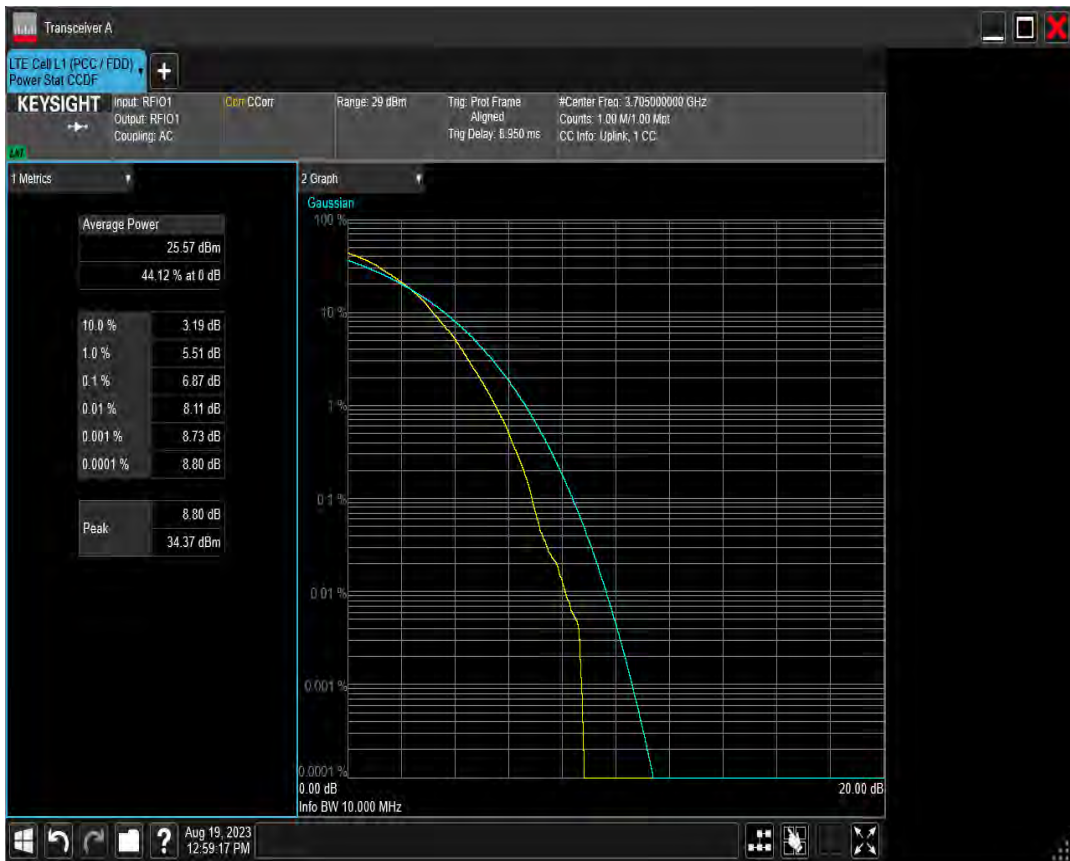 Transceiver A
LTE Cell L1 (PCC / FDD)
Power Stat CCDF
+
KEYSIGHT
Input: RFIO1
Output: RFIO1
Coupling: AC
Corr CCorr
Range: 29 dBm
Trig: Prot Frame
Aligned
Trig Delay: 8.950 ms
#Center Freq: 3.705000000 GHz
Counts: 1.00 M/1.00 Mpt
CC Info: Uplink, 1 CC
LXI
1 Metrics
Average Power
25.57 dBm
44.12 % at 0 dB
10.0 % 3.19 dB
1.0 % 5.51 dB
0.1 % 6.87 dB
0.01 % 8.11 dB
0.001 % 8.73 dB
0.0001 % 8.80 dB
Peak
8.80 dB
34.37 dBm
2 Graph
Gaussian
100 %
10 %
1 %
0.1 %
0.01 %
0.001 %
0.0001 %
0.00 dB
20.00 dB
Info BW 10.000 MHz
?
Aug 19, 2023
12:59:17 PM